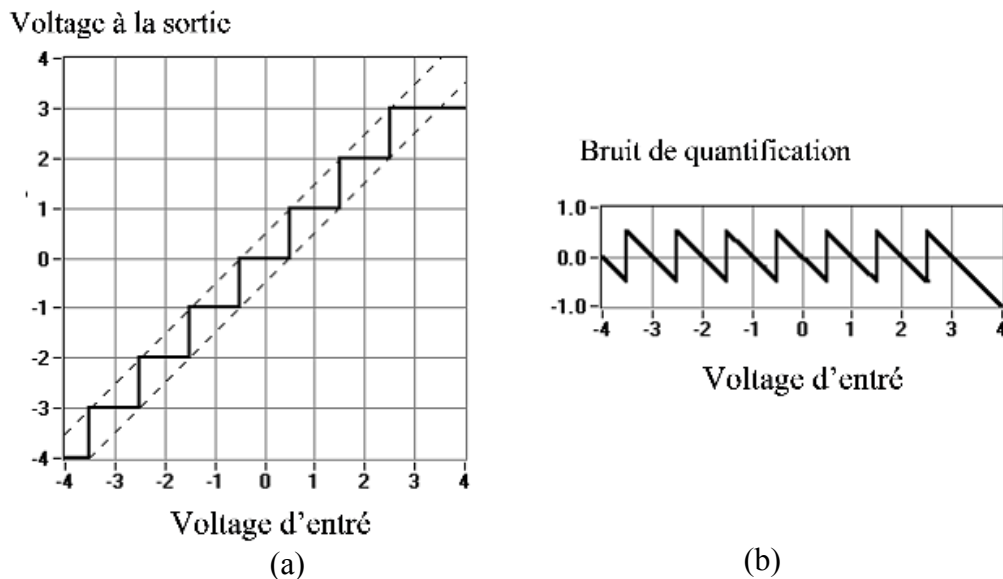 Voltage à la sortie
4
3
2
1
0
-1
-2
-3
-4
-4 -3 -2 -1 0 1 2 3 4
Voltage d'entré
(a)
Bruit de quantification
1.0
0.0
-1.0
-4 -3 -2 -1 0 1 2 3 4
Voltage d'entré
(b)